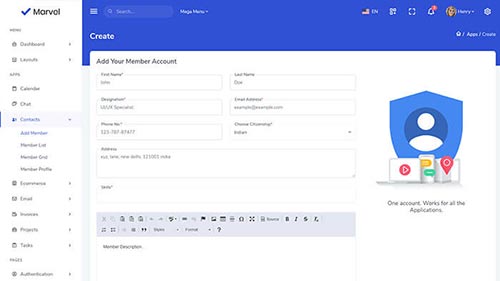 Marvel
Search...
Mega Menu
EN
Henry
Create
/ Apps / Create
MENU
Dashboard
Layouts
APPS
Calendar
Chat
Contacts
Add Member
Member List
Member Grid
Member Profile
Ecommerce
Email
Invoices
Projects
Tasks
PAGES
Authentication
Add Your Member Account
First Name*
John
Last Name
Doe
Designation*
UI/UX Specialist
Email Address*
example@example.com
Phone No*
123-787-87677
Choose Citizenship*
Indian
Address
xyz, lane, new delhi, 121001 india
Skills*
Source
B I S
Styles
Format
?
Member Description...
One account. Works for all the
Applications.